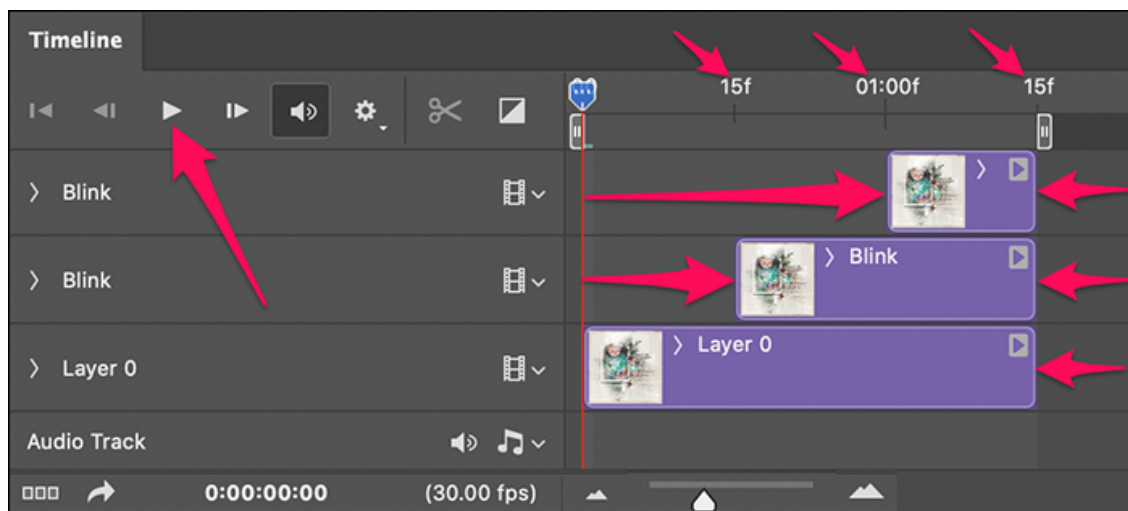 Timeline
15f 01:00f 15f
Blink
Blink
Blink
Layer 0
Layer 0
Audio Track
0:00:00:00 (30.00 fps)